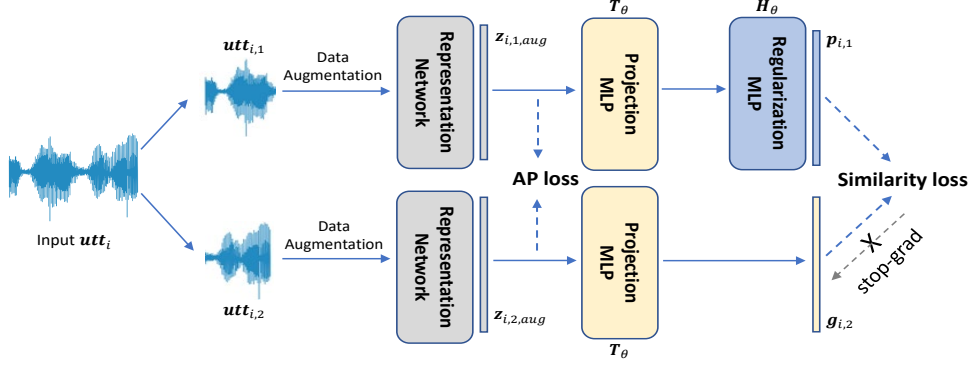 utt_{i,1}
Data
Augmentation
Representation
Network
z_{i,1,aug}
T_θ
Projection
MLP
H_θ
Regularization
MLP
p_{i,1}
Input utt_i
AP loss
Similarity loss
utt_{i,2}
Data
Augmentation
Representation
Network
z_{i,2,aug}
Projection
MLP
T_θ
X
stop-grad
g_{i,2}